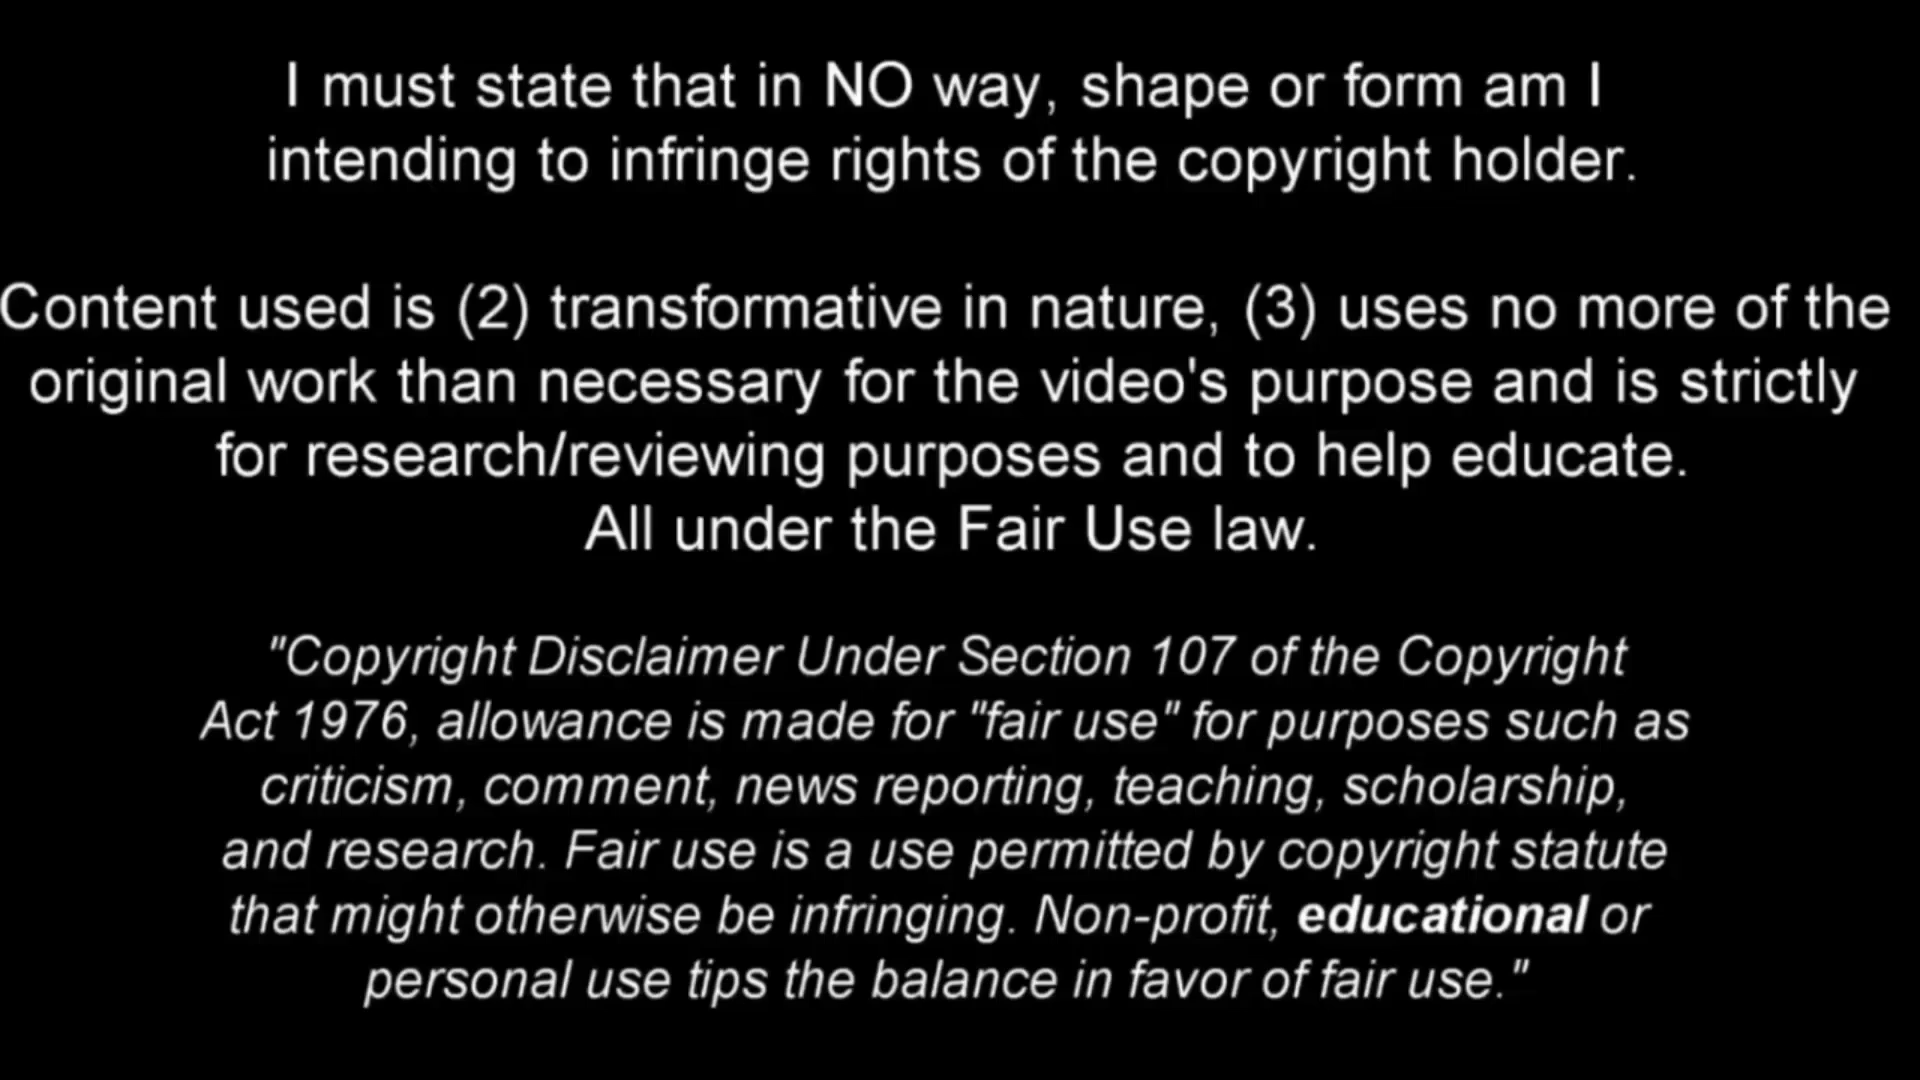 I must state that in NO way, shape or form am I
intending to infringe rights of the copyright holder.
Content used is (2) transformative in nature, (3) uses no more of the
original work than necessary for the video's purpose and is strictly
for research/reviewing purposes and to help educate.
All under the Fair Use law.
"Copyright Disclaimer Under Section 107 of the Copyright
Act 1976, allowance is made for "fair use" for purposes such as
criticism, comment, news reporting, teaching, scholarship,
and research. Fair use is a use permitted by copyright statute
that might otherwise be infringing. Non-profit, educational or
personal use tips the balance in favor of fair use."